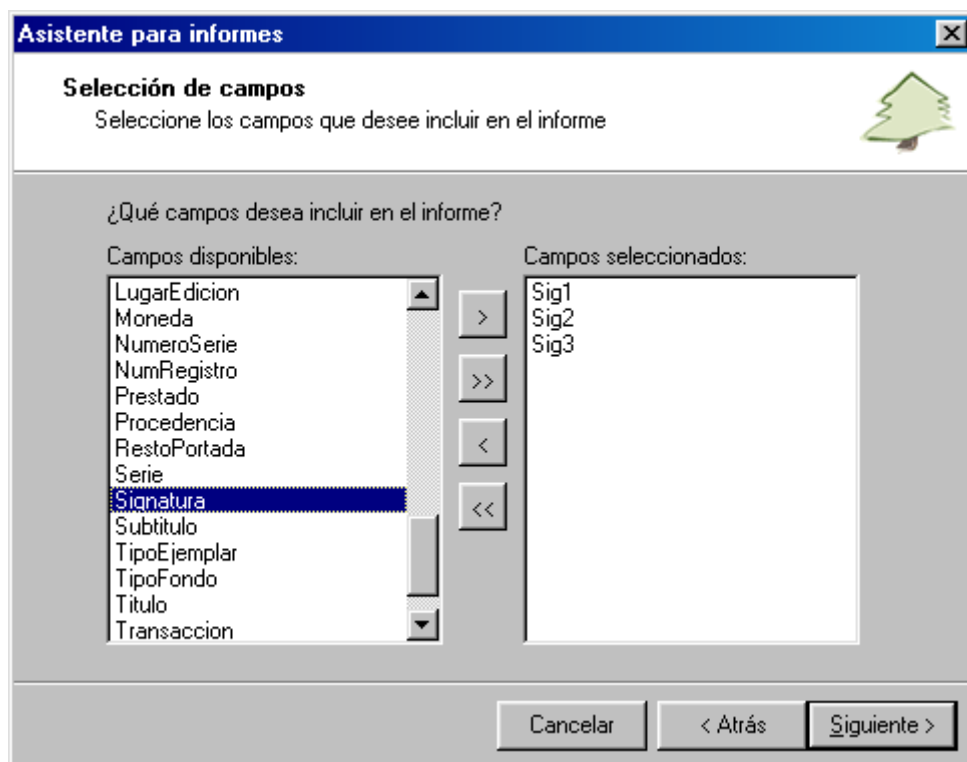 Asistente para informes
Selección de campos
Seleccione los campos que desee incluir en el informe
¿Qué campos desea incluir en el informe?
Campos disponibles:
LugarEdicion
Moneda
NumeroSerie
NumRegistro
Prestado
Procedencia
RestoPortada
Serie
Signatura
Subtitulo
TipoEjemplar
TipoFondo
Titulo
Transaccion
>
>>
<
<<
Campos seleccionados:
Sig1
Sig2
Sig3
Cancelar
< Atrás
Siguiente >